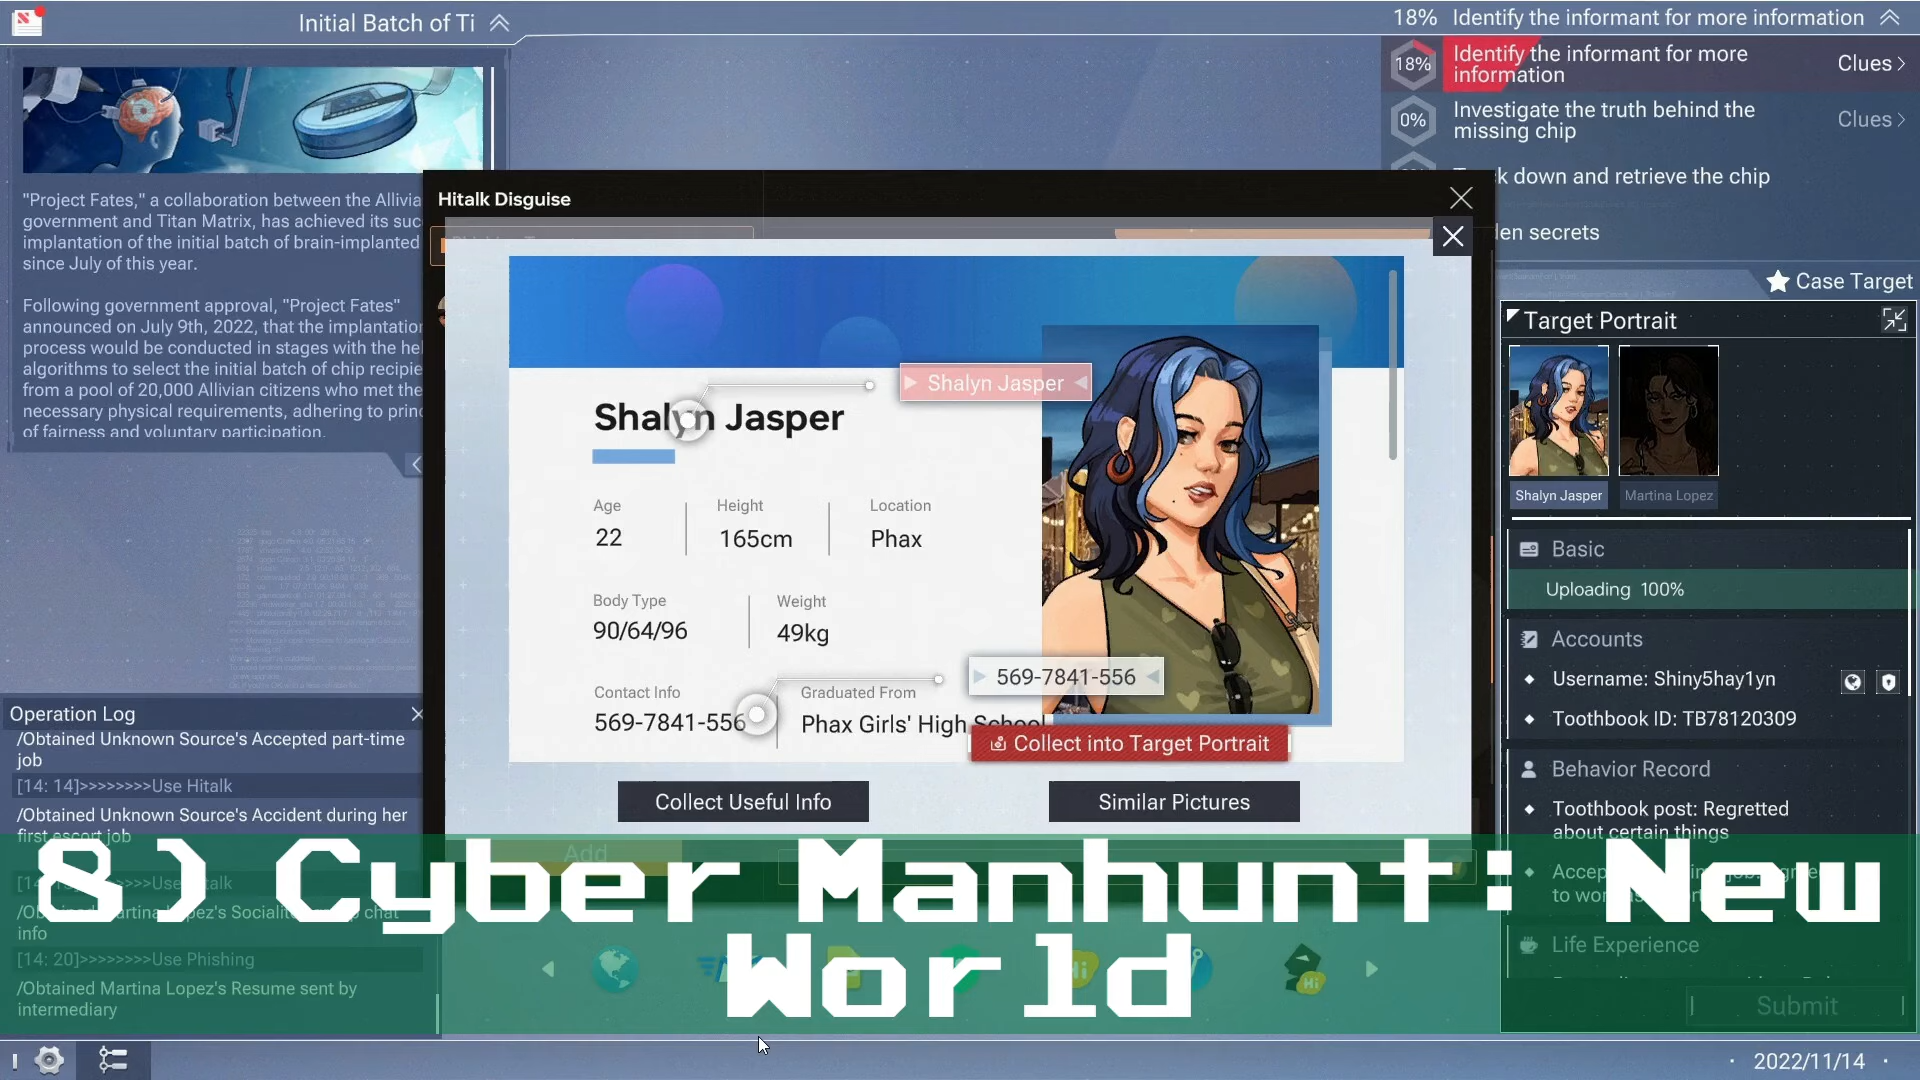 Initial Batch of Ti
18% Identify the informant for more information
18%
Identify the informant for more
information
Clues
0%
Investigate the truth behind the
missing chip
Clues
k down and retrieve the chip
den secrets
"Project Fates," a collaboration between the Allivia
government and Titan Matrix, has achieved its suc
implantation of the initial batch of brain-implanted
since July of this year.
Following government approval, "Project Fates"
announced on July 9th, 2022, that the implantation
process would be conducted in stages with the he
algorithms to select the initial batch of chip recipie
from a pool of 20,000 Allivian citizens who met the
necessary physical requirements, adhering to prin
of fairness and voluntary participation.
Hitalk Disguise
Shalyn Jasper
Shalyn Jasper
Age
22
Height
165cm
Location
Phax
Body Type
90/64/96
Weight
49kg
Contact Info
569-7841-556
Graduated From
Phax Girls' High School
569-7841-556
Collect into Target Portrait
Collect Useful Info
Similar Pictures
Add
Case Target
Target Portrait
Shalyn Jasper
Martina Lopez
Basic
Uploading 100%
Accounts
Username: Shiny5hay1yn
Toothbook ID: TB78120309
Behavior Record
Toothbook post: Regretted
about certain things
Life Experience
Submit
Operation Log
/Obtained Unknown Source's Accepted part-time
job
[14: 14]>>>>>>>>Use Hitalk
/Obtained Unknown Source's Accident during her
first escort job
[14: 20]>>>>>>>>Use Phishing
/Obtained Martina Lopez's Resume sent by
intermediary
8) Cyber Manhunt: New
World
2022/11/14